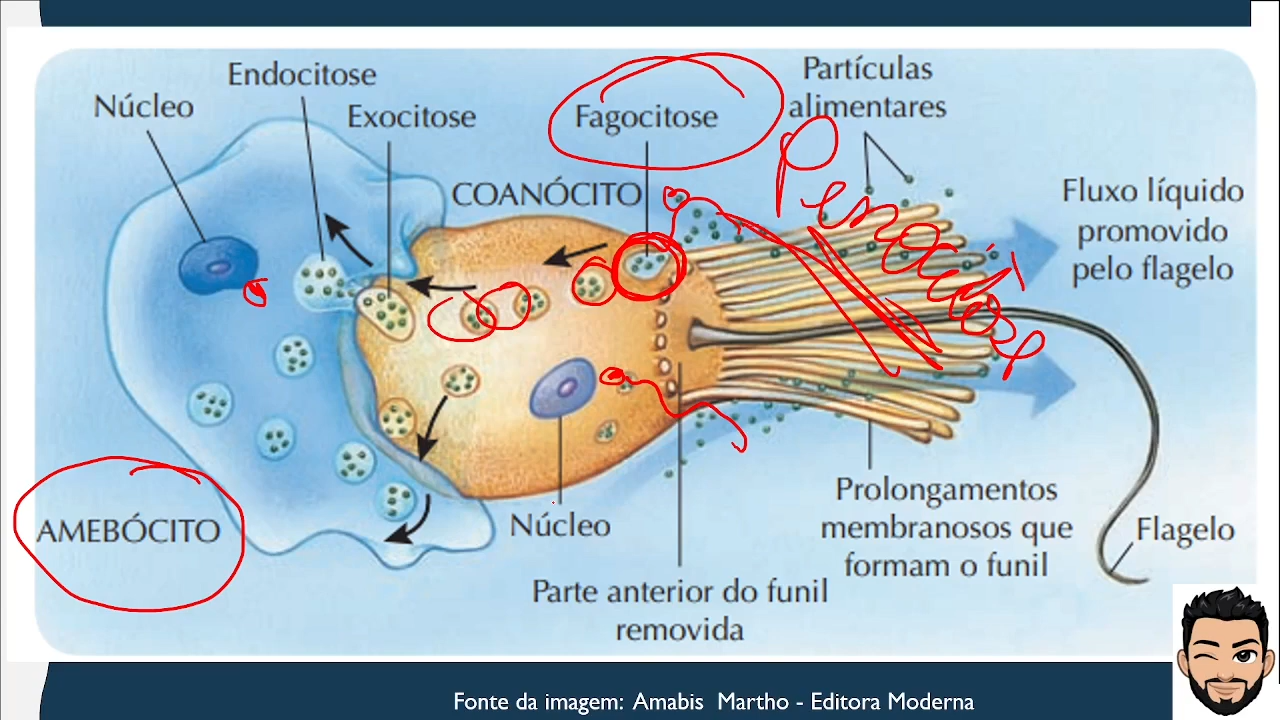 Endocitose
Partículas
alimentares
Núcleo
Exocitose
Fagocitose
COANÓCITO
Fluxo líquido
promovido
pelo flagelo
AMEBÓCITO
Núcleo
Prolongamentos
membranosos que
formam o funil
Flagelo
Parte anterior do funil
removida
Fonte da imagem: Amabis Martho - Editora Moderna